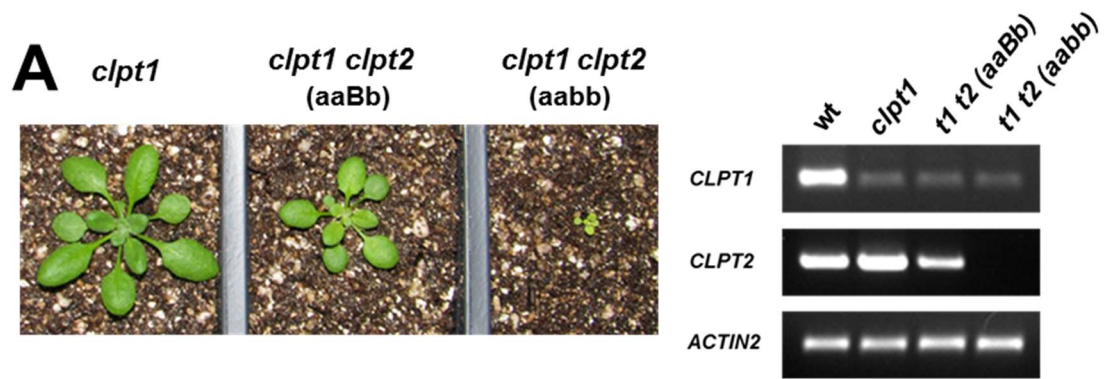 A
clpt1
clpt1 clpt2
(aaBb)
clpt1 clpt2
(aabb)
wt
clpt1
t1 t2 (aaBb)
t1 t2 (aabb)
CLPT1
CLPT2
ACTIN2